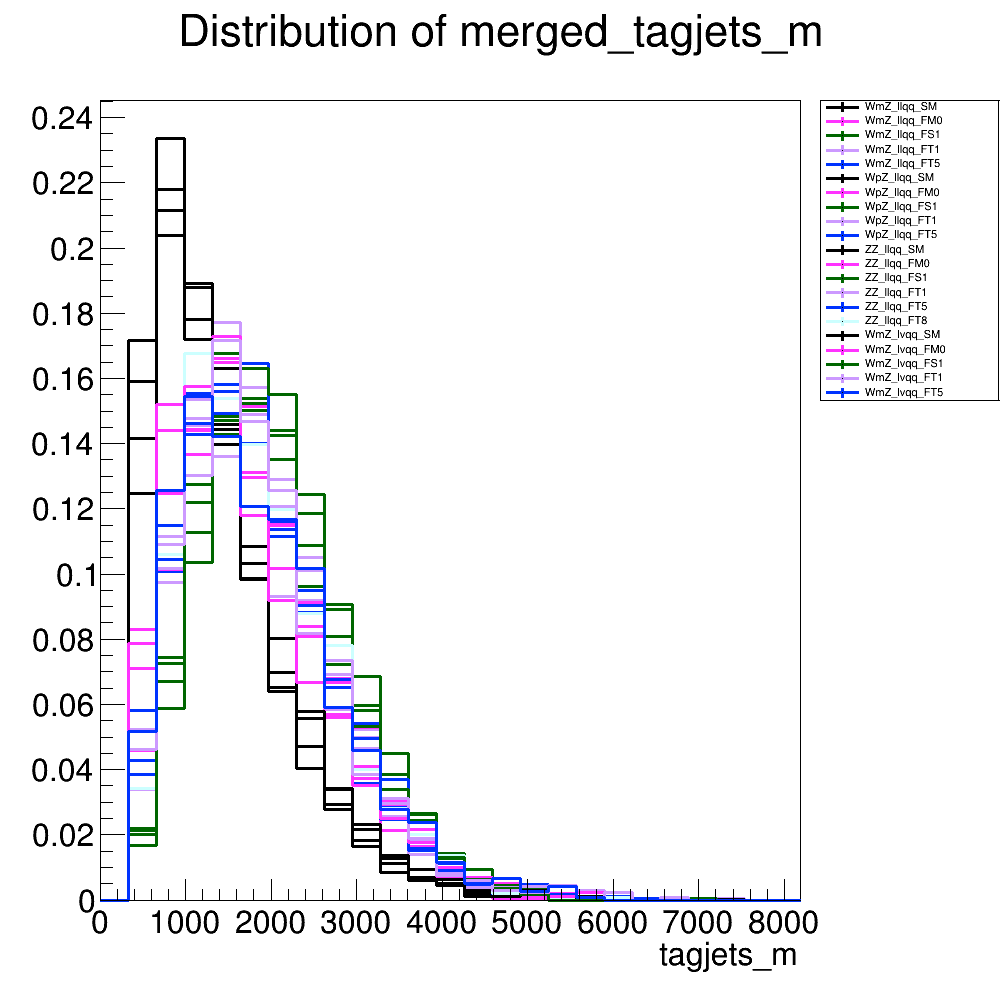 Distribution of merged_tagjets_m
0.24
0.22
0.2
0.18
0.16
0.14
0.12
0.1
0.08
0.06
0.04
0.02
0
0 1000 2000 3000 4000 5000 6000 7000 8000
tagjets_m
WmZ_llqq_SM
WmZ_llqq_FM0
WmZ_llqq_FS1
WmZ_llqq_FT1
WmZ_llqq_FT5
WpZ_llqq_SM
WpZ_llqq_FM0
WpZ_llqq_FS1
WpZ_llqq_FT1
WpZ_llqq_FT5
ZZ_llqq_SM
ZZ_llqq_FM0
ZZ_llqq_FS1
ZZ_llqq_FT1
ZZ_llqq_FT5
ZZ_llqq_FT8
WmZ_lvqq_SM
WmZ_lvqq_FM0
WmZ_lvqq_FS1
WmZ_lvqq_FT1
WmZ_lvqq_FT5